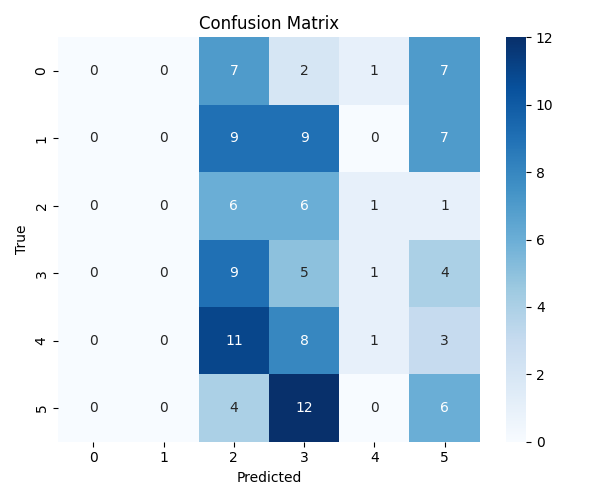 Confusion Matrix
True
0 0 0 7 2 1 7
1 0 0 9 9 0 7
2 0 0 6 6 1 1
3 0 0 9 5 1 4
4 0 0 11 8 1 3
5 0 0 4 12 0 6
0 1 2 3 4 5
Predicted
12
10
8
6
4
2
0